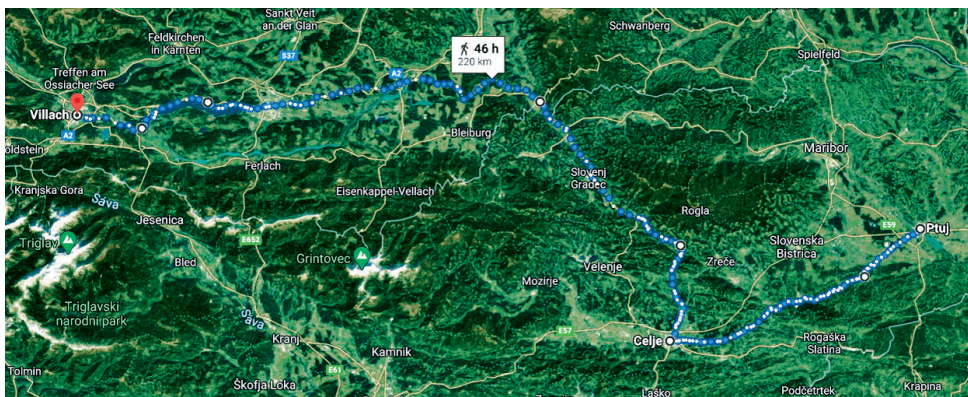 Sankt Veit
an der Glan
Schwanberg
Feldkirchen
in Kärnten
S37
46 h
220 km
Spielfeld
Treffen am
Ossiacher See
A2
Villach
A2
Bleiburg
Maribor
Ferlach
Slovenj
Gradec
Kranjska Gora
Eisenkappel-Vellach
Sava
Jesenice
Rogla
E59
Ptuj
Triglav
E652
Grintovec
Slovenska
Bistrica
Bled
Velenje
Zreče
Mozirje
Triglavski
narodni park
Sava
E57
Kranj
Celje
Rogaška
Slatina
Kamnik
Tolmin
E61
Škofja Loka
Laško
Podčetrtek
Krapina